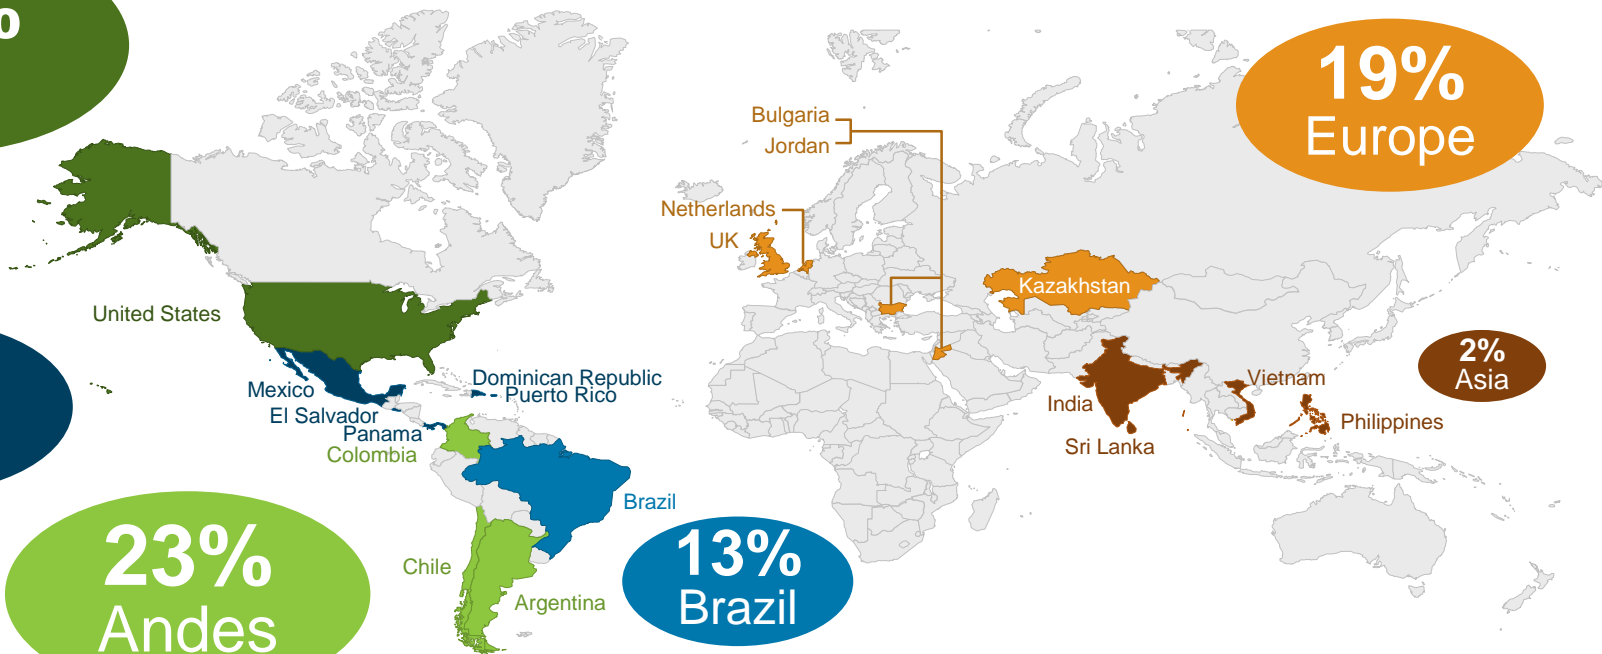 %
19%
Europe
Bulgaria
Jordan
Netherlands
UK
Kazakhstan
United States
2%
Asia
Mexico
Dominican Republic
Puerto Rico
El Salvador
Panama
Colombia
India
Vietnam
Sri Lanka
Philippines
Brazil
23%
Andes
Chile
Argentina
13%
Brazil